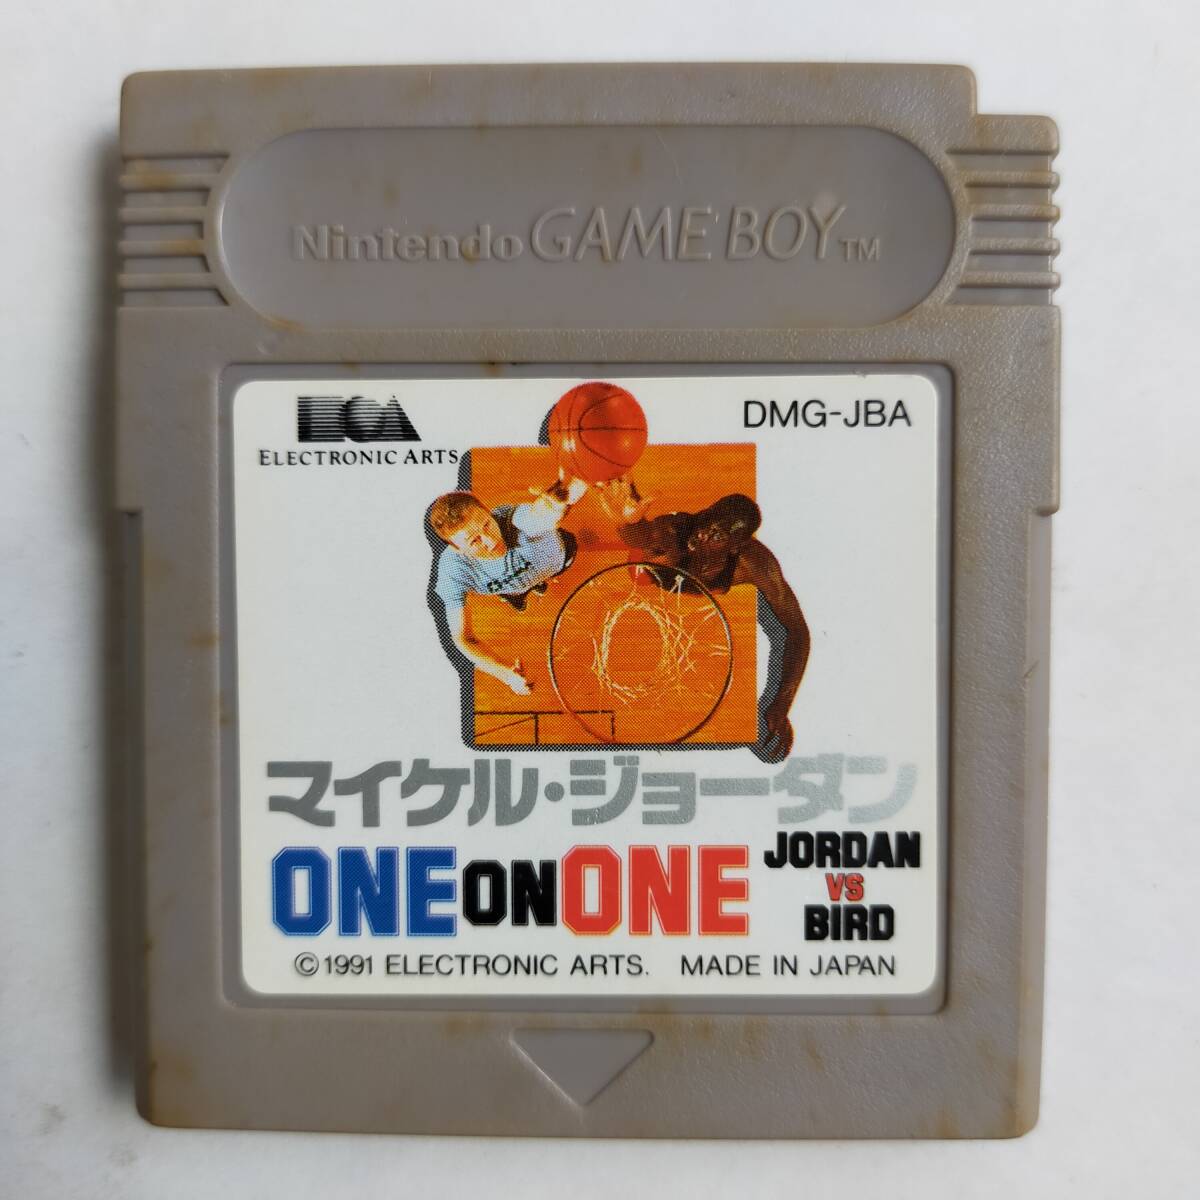 Nintendo GAME BOY TM
ECA
ELECTRONIC ARTS
DMG-JBA
マイケル・ジョーダン
ONE ON ONE
JORDAN
VS
BIRD
© 1991 ELECTRONIC ARTS. MADE IN JAPAN